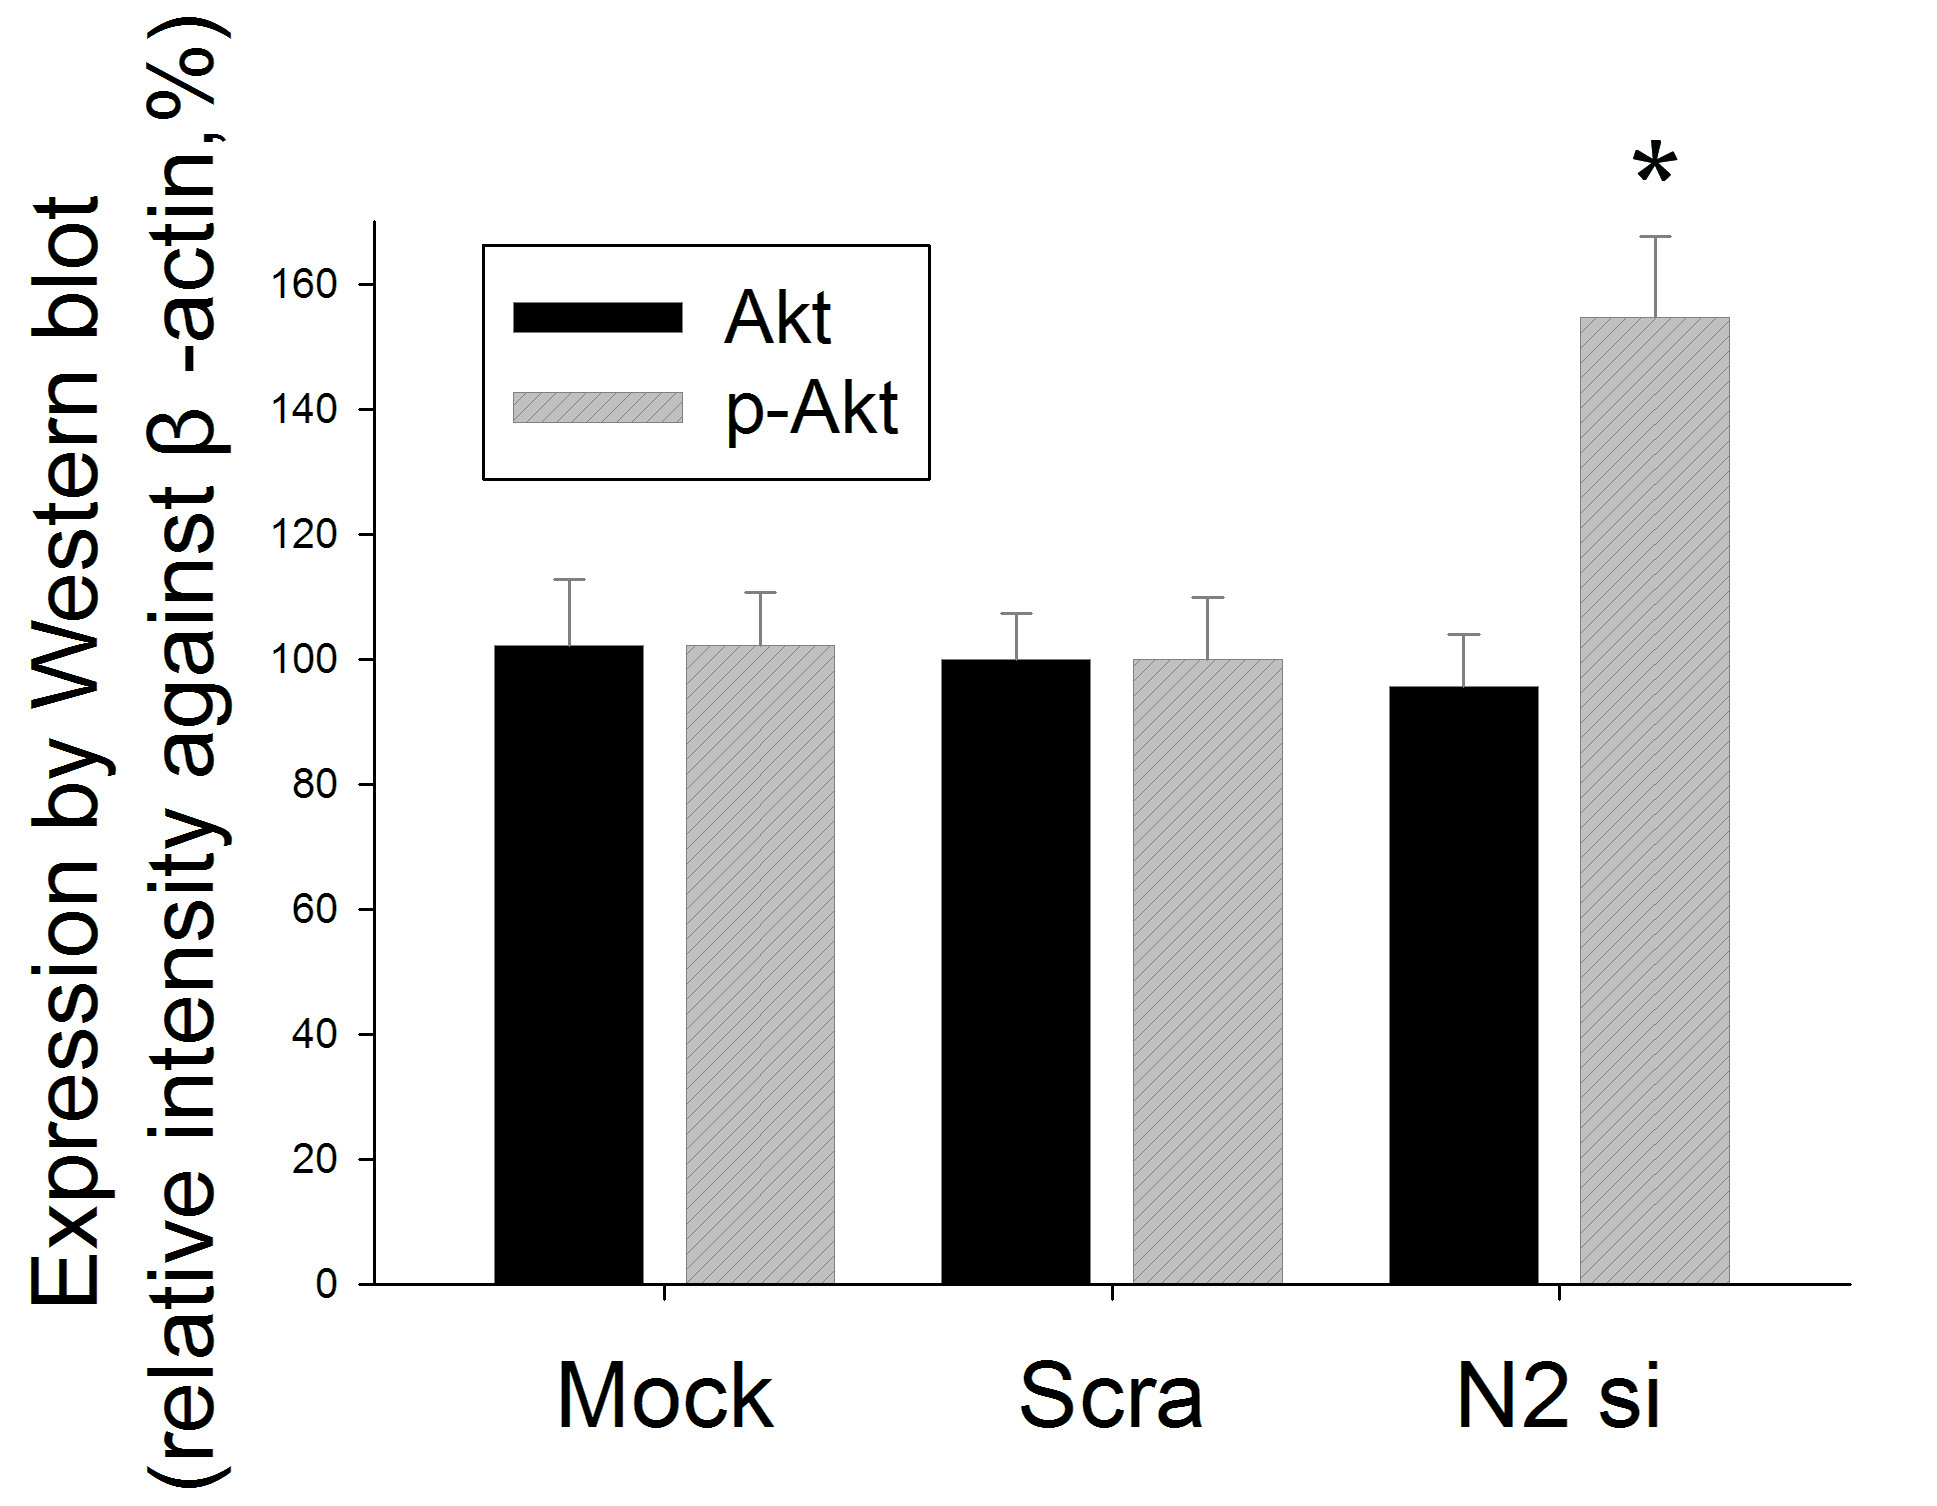 Expression by Western blot
(relative intensity against β -actin,%)
*
160
140
120
100
80
60
40
20
0
Akt
p-Akt
Mock
Scra
N2 si